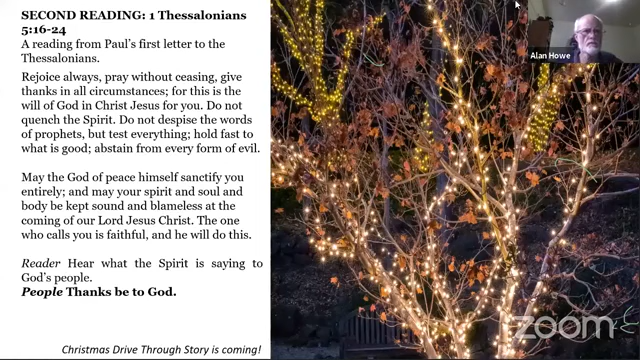 SECOND READING: 1 Thessalonians
5:16-24
A reading from Paul's first letter to the
Thessalonians.
Rejoice always, pray without ceasing, give
thanks in all circumstances; for this is the
will of God in Christ Jesus for you. Do not
quench the Spirit. Do not despise the words
of prophets, but test everything; hold fast to
what is good; abstain from every form of evil.
May the God of peace himself sanctify you
entirely; and may your spirit and soul and
body be kept sound and blameless at the
coming of our Lord Jesus Christ. The one
who calls you is faithful, and he will do this.
Reader Hear what the Spirit is saying to
God's people.
People Thanks be to God.
Christmas Drive Through Story is coming!
Alan Howe
zoom